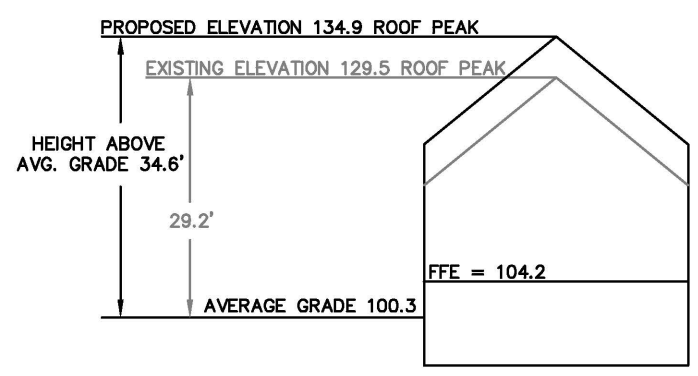 PROPOSED ELEVATION 134.9 ROOF PEAK
EXISTING ELEVATION 129.5 ROOF PEAK
HEIGHT ABOVE
AVG. GRADE 34.6'
29.2'
FFE = 104.2
AVERAGE GRADE 100.3